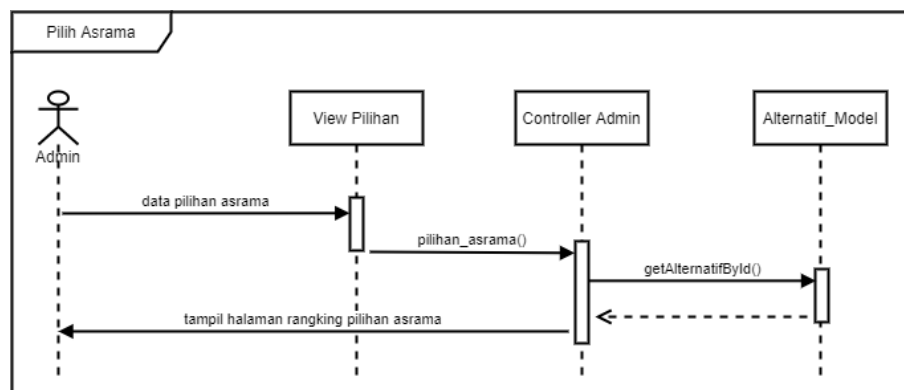 Pilih Asrama
View Pilihan
Controller Admin
Alternatif_Model
Admin
data pilihan asrama
pilihan_asrama()
getAlternatifById()
tampil halaman rangking pilihan asrama